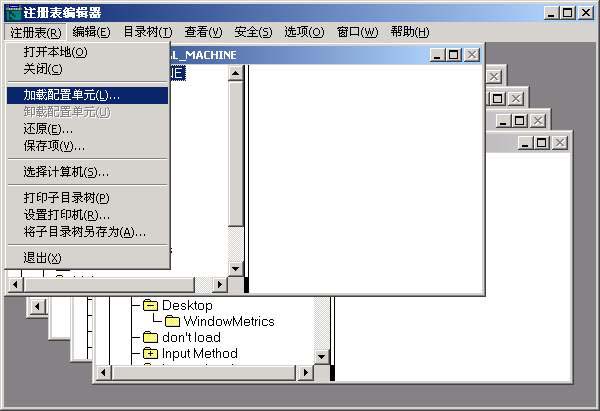 注册表编辑器
注册表(R) 编辑(E) 目录树(T) 查看(V) 安全(S) 选项(O) 窗口(W) 帮助(H)
打开本地(O)
关闭(C)
加载配置单元(L)...
卸载配置单元(U)
还原(E)...
保存项(V)...
选择计算机(S)...
打印子目录树(P)
设置打印机(R)...
将子目录树另存为(A)...
退出(X)
_MACHINE
Desktop
WindowMetrics
don't load
Input Method